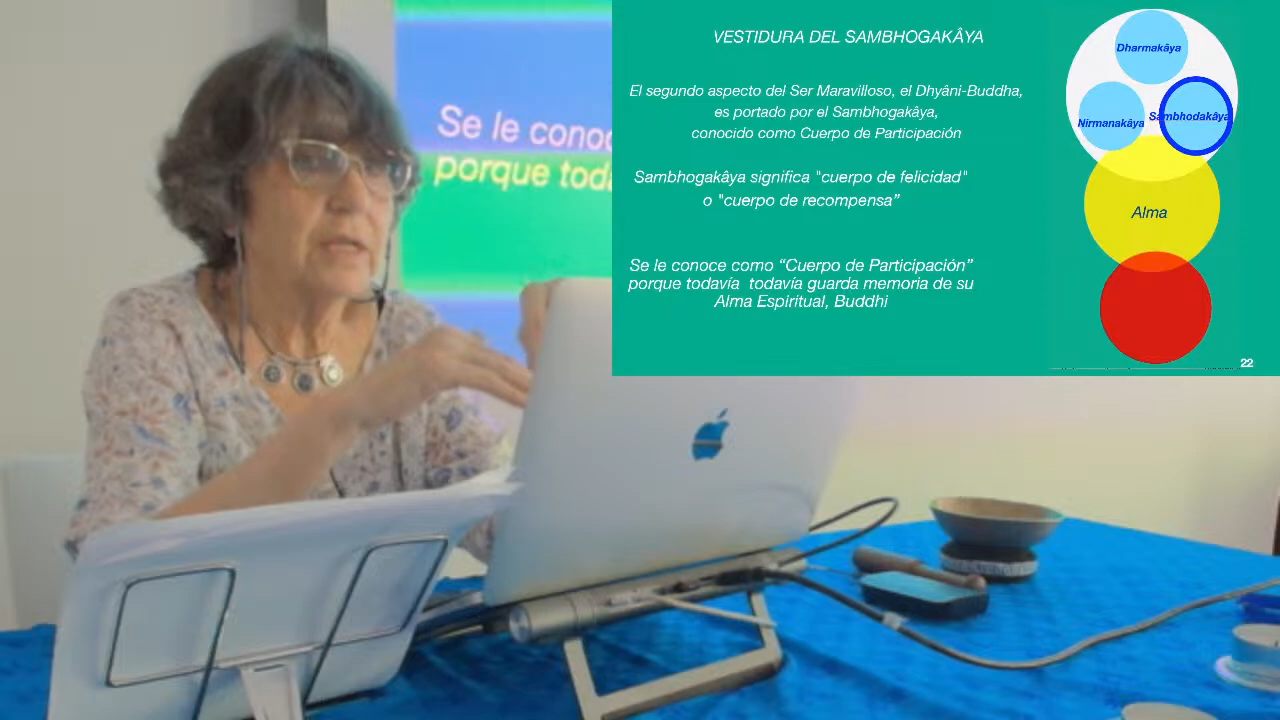 VESTIDURA DEL SAMBHOGAKÂYA
El segundo aspecto del Ser Maravilloso, el Dhyâni-Buddha,
es portado por el Sambhogakâya,
conocido como Cuerpo de Participación
Sambhogakâya significa "cuerpo de felicidad"
o "cuerpo de recompensa”
Se le conoce como “Cuerpo de Participación”
porque todavía todavía guarda memoria de su
Alma Espiritual, Buddhi
Dharmakâya
Nirmanakâya
Sambhodakâya
Alma
22
Se le cono
porque toda